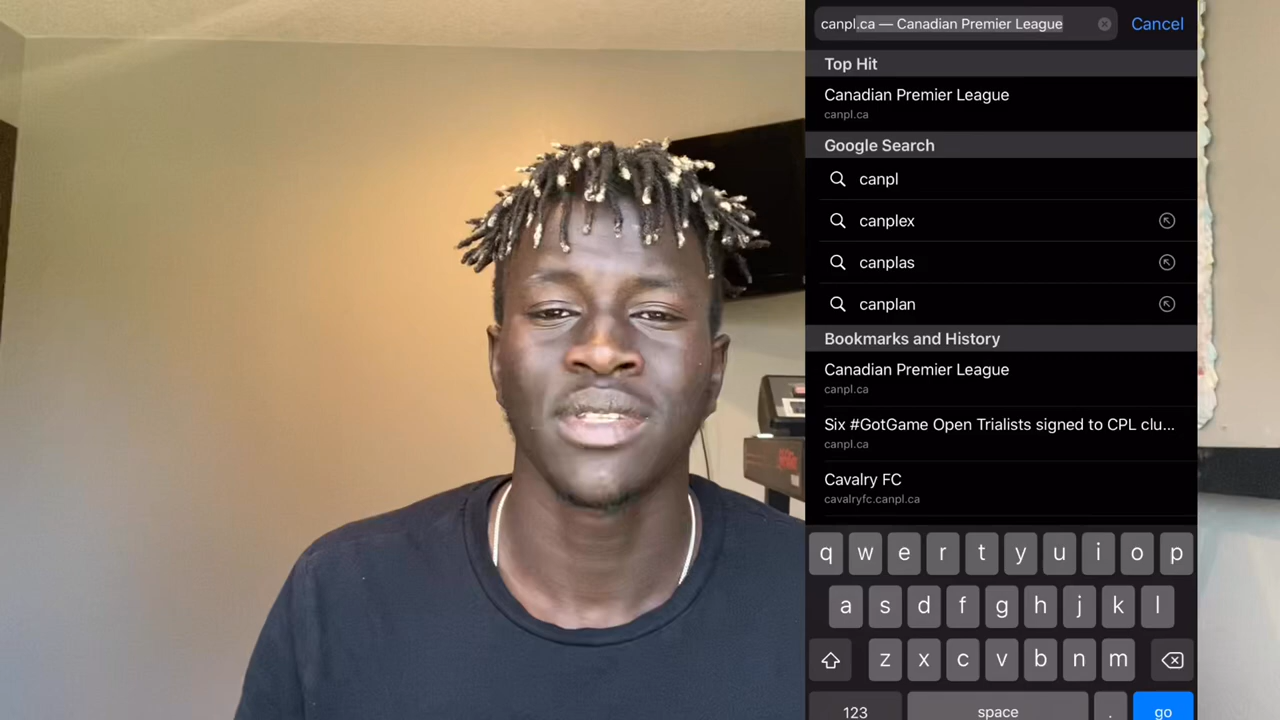 canpl.ca — Canadian Premier League
Cancel
Top Hit
Canadian Premier League
canpl.ca
Google Search
canpl
canplex
canplas
canplan
Bookmarks and History
Canadian Premier League
canpl.ca
Six #GotGame Open Trialists signed to CPL clu...
canpl.ca
Cavalry FC
cavalryfc.canpl.ca
q w e r t y u i o p
a s d f g h j k l
z x c v b n m
123 space . go